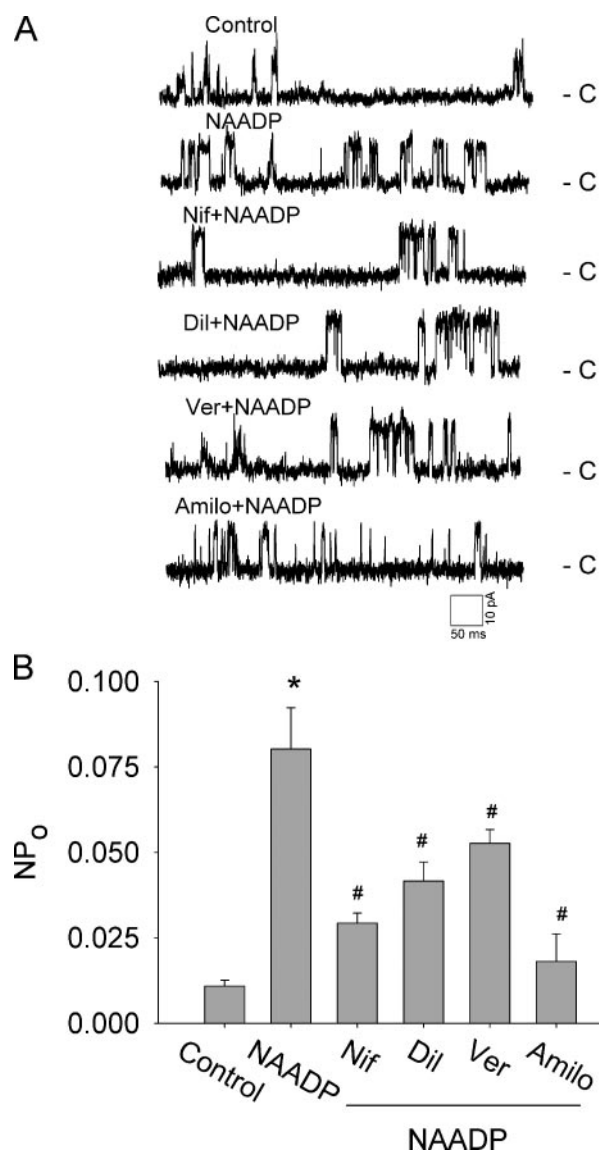 A
Control
- C
NAADP
- C
Nif+NAADP
- C
Dil+NAADP
- C
Ver+NAADP
- C
Amilo+NAADP
- C
10 pA
50 ms
B
0.100
0.075
0.050
0.025
0.000
NPo
*
#
#
#
#
Control
NAADP
Nif
Dil
Ver
Amilo
NAADP